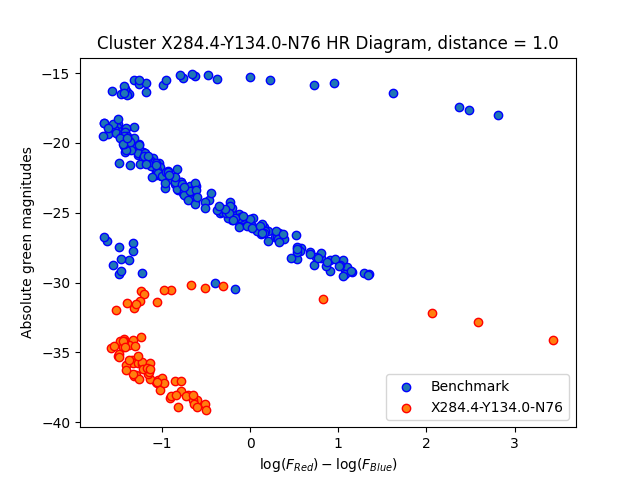 Cluster X284.4-Y134.0-N76 HR Diagram, distance = 1.0
Absolute green magnitudes
−15
−20
−25
−30
−35
−40
Benchmark
X284.4-Y134.0-N76
−1
0
1
2
3
log(F_Red) − log(F_Blue)